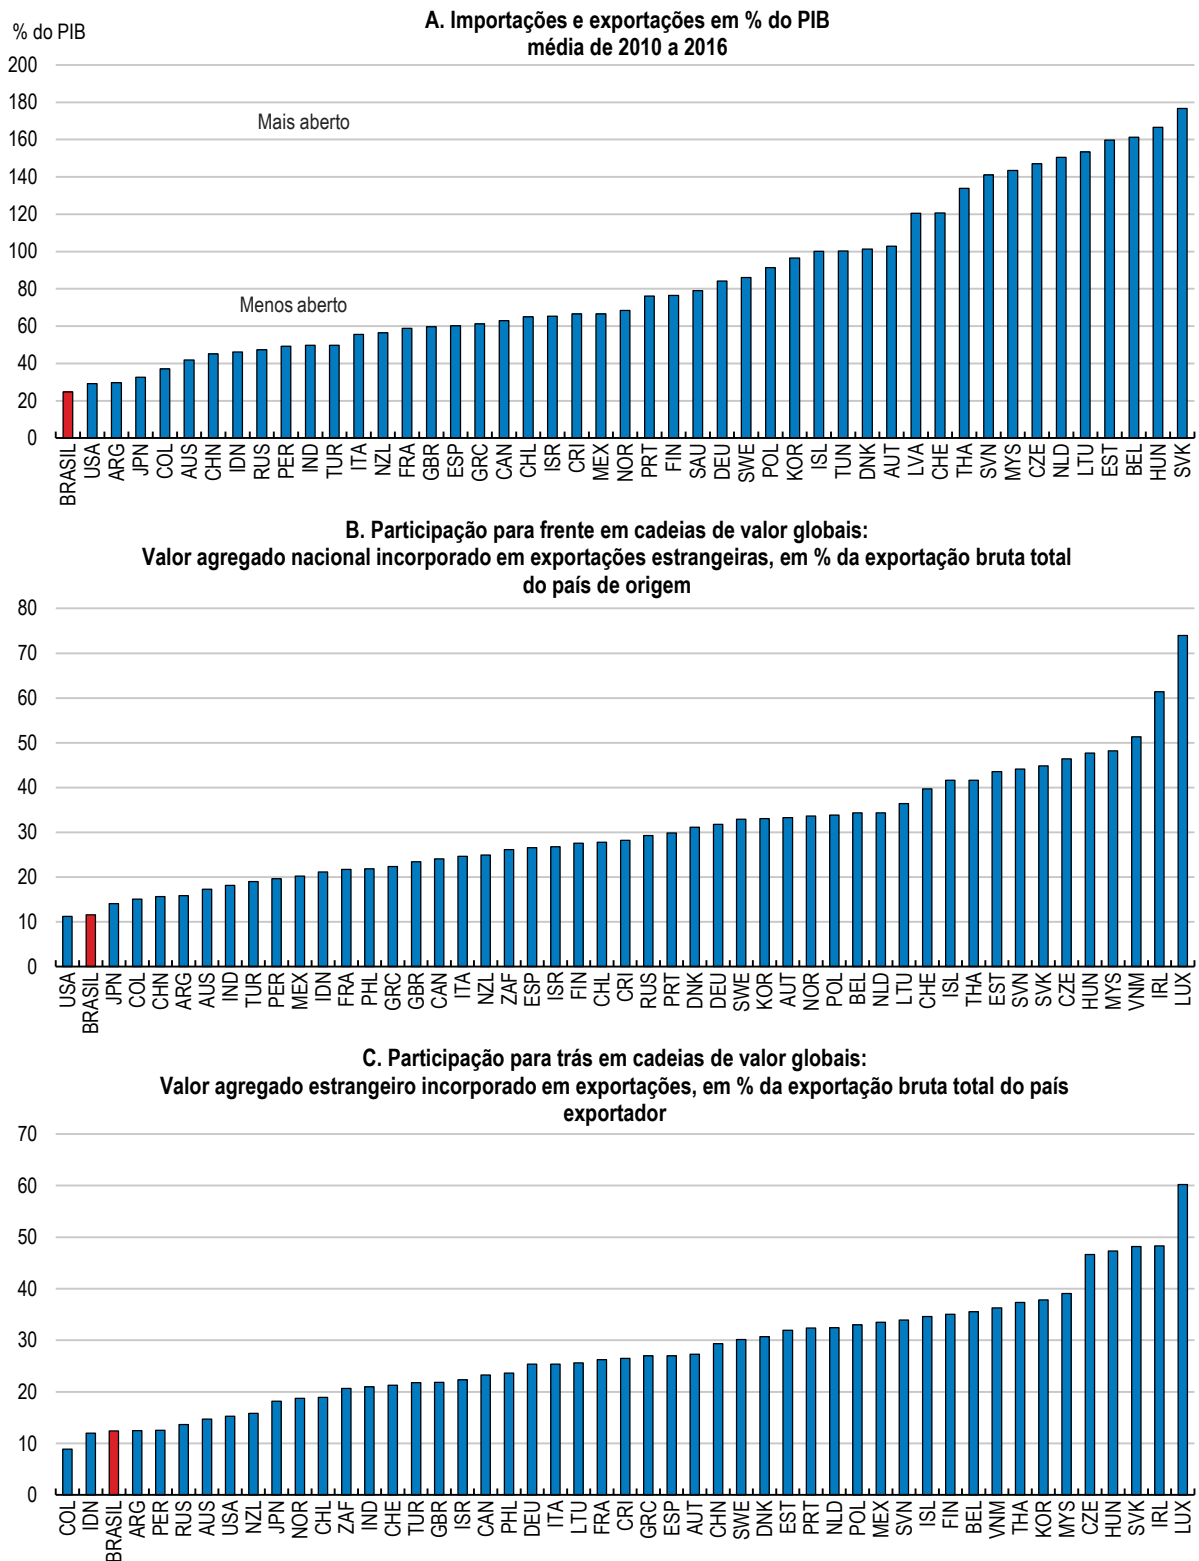 A. Importações e exportações em % do PIB
média de 2010 a 2016
% do PIB
200
180
160
140
120
100
80
60
40
20
0
Mais aberto
Menos aberto
BRASIL USA ARG JPN COL AUS CHN IDN RUS PER IND TUR ITA NZL FRA GBR ESP GRC CAN CHL ISR CRI MEX NOR PRT FIN SAU DEU SWE POL KOR ISL TUN DNK AUT LVA CHE THA SVN MYS CZE NLD LTU EST BEL HUN SVK
B. Participação para frente em cadeias de valor globais:
Valor agregado nacional incorporado em exportações estrangeiras, em % da exportação bruta total
do país de origem
80
70
60
50
40
30
20
10
0
USA BRASIL JPN COL CHN ARG AUS IND TUR PER MEX IDN FRA PHL GRC GBR CAN ITA NZL ZAF ESP ISR FIN CHL CRI RUS PRT DNK DEU SWE KOR AUT NOR POL BEL NLD LTU CHE ISL THA EST SVN SVK CZE HUN MYS VNM IRL LUX
C. Participação para trás em cadeias de valor globais:
Valor agregado estrangeiro incorporado em exportações, em % da exportação bruta total do país
exportador
70
60
50
40
30
20
10
0
COL IDN BRASIL ARG PER RUS AUS USA NZL JPN NOR CHL ZAF IND CHE TUR GBR ISR CAN PHL DEU ITA LTU FRA CRI GRC ESP AUT CHN SWE DNK EST PRT NLD POL MEX SVN ISL FIN BEL VNM THA KOR MYS CZE HUN SVK IRL LUX